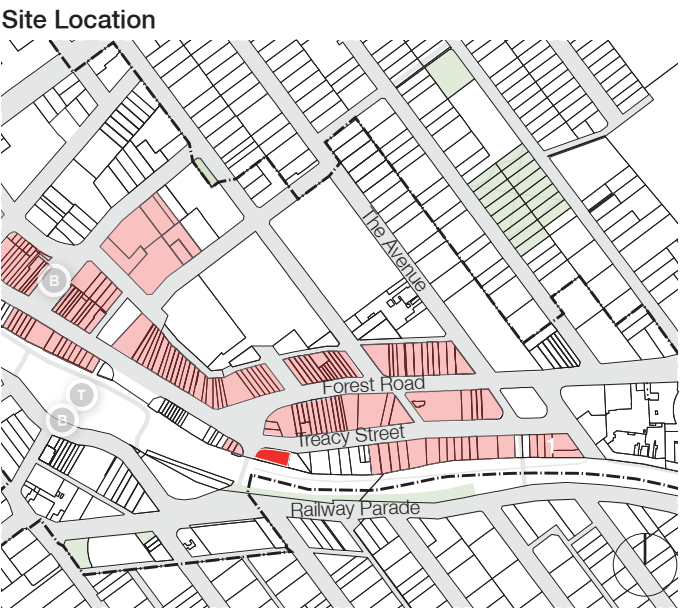 Site Location
B
The Avenue
T
B
Forest Road
Treacy Street
1
Railway Parade